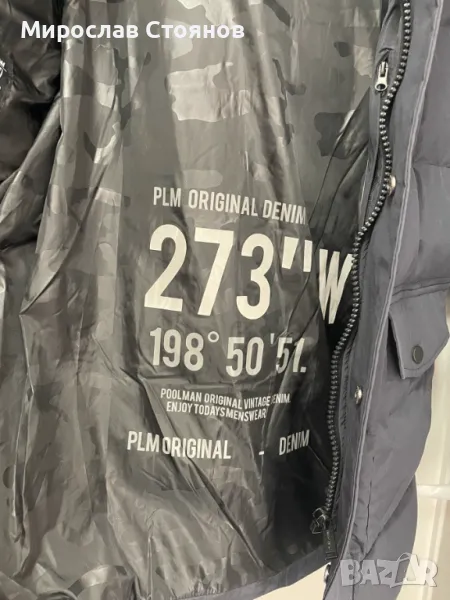 Мирослав Стоянов
PLM ORIGINAL DENIM
273"W
198° 50 '51.
POOLMAN ORIGINAL VINTAGE DENIM
ENJOY TODAYS MENSWEAR
PLM ORIGINAL - DENIM
BAZAR